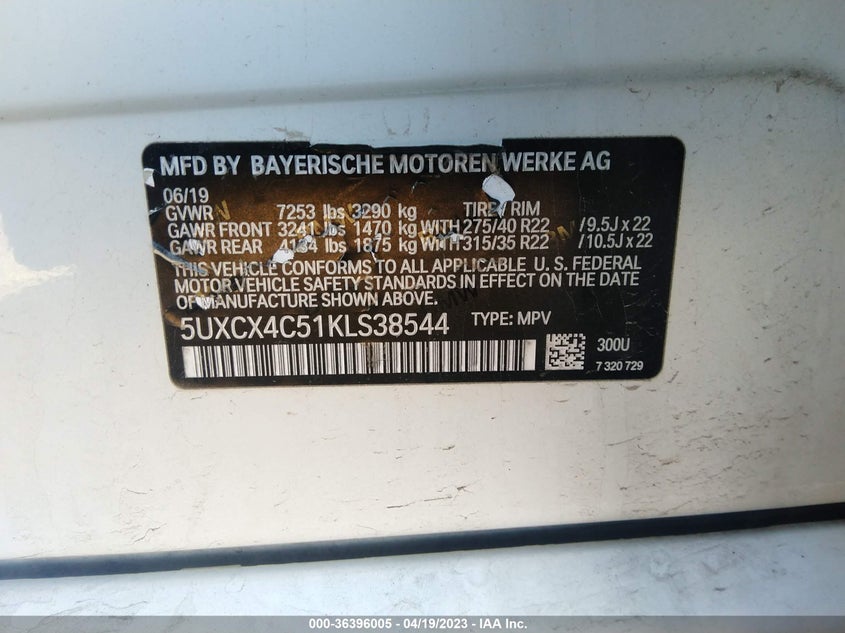 MFD BY BAYERISCHE MOTOREN WERKE AG
06/19
GVWR 7253 lbs 3290 kg TIRE/RIM
GAWR FRONT 3241 lbs 1470 kg WITH 275/40 R22 /9.5J x 22
GAWR REAR 4134 lbs 1875 kg WITH 315/35 R22 /10.5J x 22
THIS VEHICLE CONFORMS TO ALL APPLICABLE U. S. FEDERAL
MOTOR VEHICLE SAFETY STANDARDS IN EFFECT ON THE DATE
OF MANUFACTURE SHOWN ABOVE.
5UXCX4C51KLS38544 TYPE: MPV
300U
7 320 729
000-36396005 - 04/19/2023 - IAA Inc.